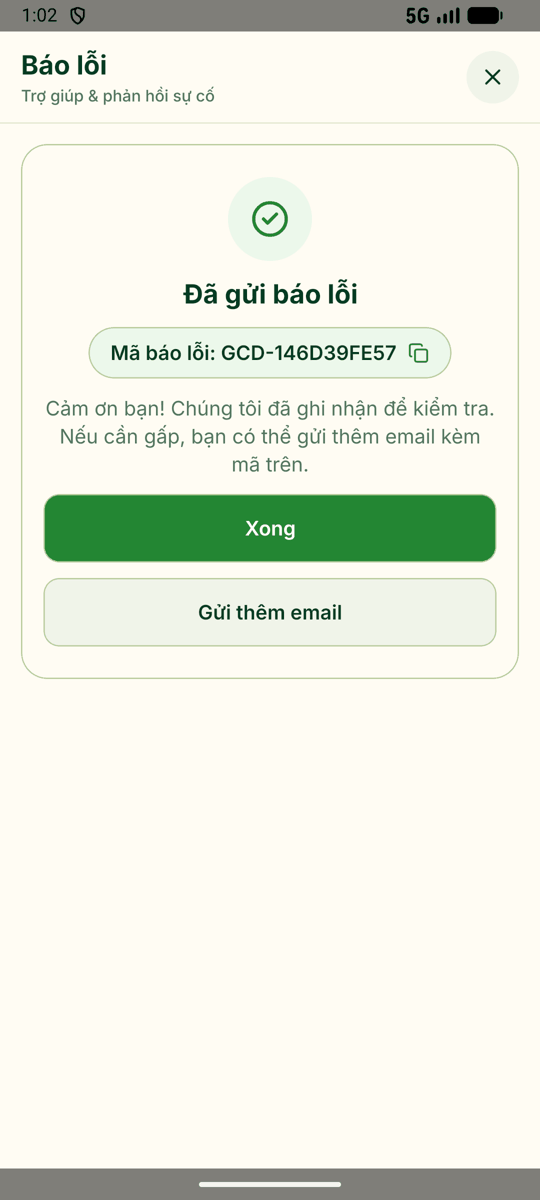 1:02
5G
Báo lỗi
Trợ giúp & phản hồi sự cố
Đã gửi báo lỗi
Mã báo lỗi: GCD-146D39FE57
Cảm ơn bạn! Chúng tôi đã ghi nhận để kiểm tra.
Nếu cần gấp, bạn có thể gửi thêm email kèm
mã trên.
Xong
Gửi thêm email